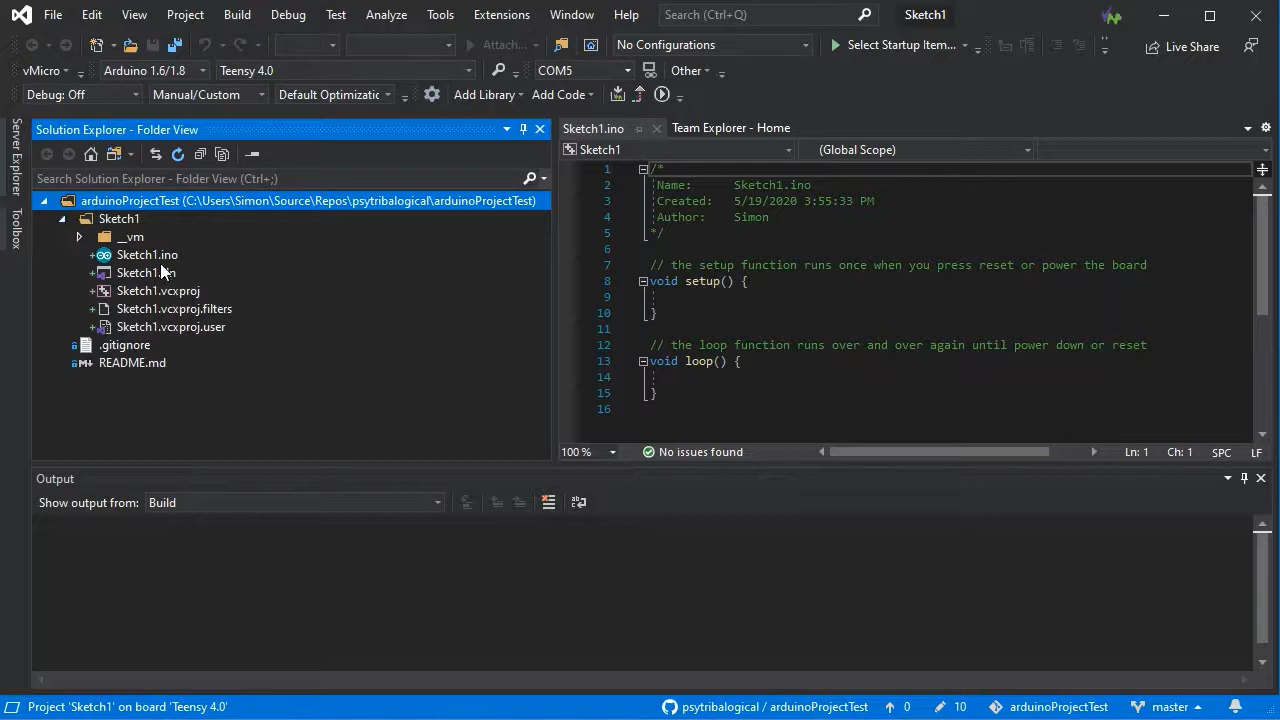 File Edit View Project Build Debug Test Analyze Tools Extensions Window Help Search (Ctrl+Q) Sketch1
Attach... No Configurations Select Startup Item... Live Share
vMicro Arduino 1.6/1.8 Teensy 4.0 COM5 Other
Debug: Off Manual/Custom Default Optimizatic Add Library Add Code
Server Explorer
Toolbox
Solution Explorer - Folder View
Search Solution Explorer - Folder View (Ctrl+;)
arduinoProjectTest (C:\Users\Simon\Source\Repos\psytribalogical\arduinoProjectTest)
Sketch1
__vm
Sketch1.ino
Sketch1.
Sketch1.vcxproj
Sketch1.vcxproj.filters
Sketch1.vcxproj.user
.gitignore
README.md
Sketch1.ino Team Explorer - Home
Sketch1 (Global Scope)
1 /*
2 Name: Sketch1.ino
3 Created: 5/19/2020 3:55:33 PM
4 Author: Simon
5 */
6
7 // the setup function runs once when you press reset or power the board
8 void setup() {
9
10 }
11
12 // the loop function runs over and over again until power down or reset
13 void loop() {
14
15 }
16
100 % No issues found Ln: 1 Ch: 1 SPC LF
Output
Show output from: Build
Project 'Sketch1' on board 'Teensy 4.0' psytribalogical / arduinoProjectTest 0 10 arduinoProjectTest master